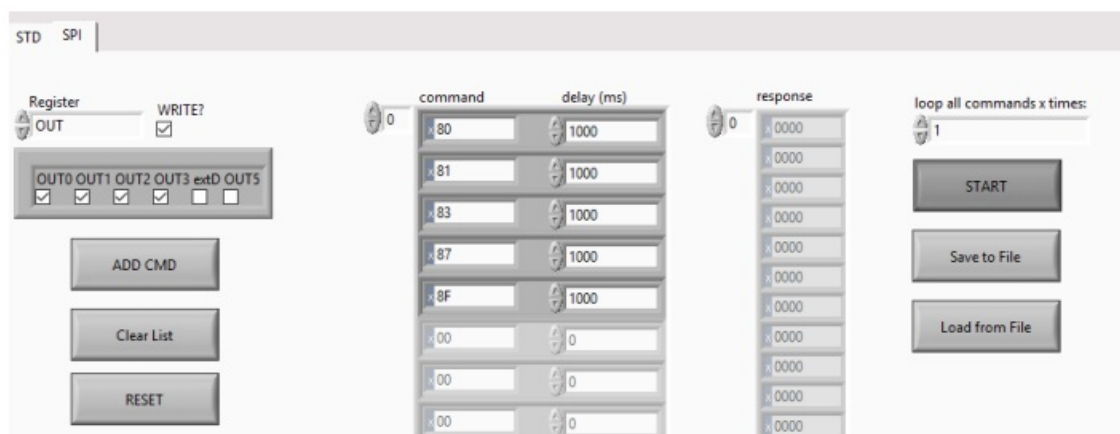 STD SPI
Register WRITE?
OUT
OUT0 OUT1 OUT2 OUT3 extD OUT5
ADD CMD
Clear List
RESET
command delay (ms)
0 x 80 1000
x 81 1000
x 83 1000
x 87 1000
x 8F 1000
x 00 0
x 00 0
x 00 0
response
0 x 0000
x 0000
x 0000
x 0000
x 0000
x 0000
x 0000
x 0000
x 0000
x 0000
x 0000
loop all commands x times:
1
START
Save to File
Load from File